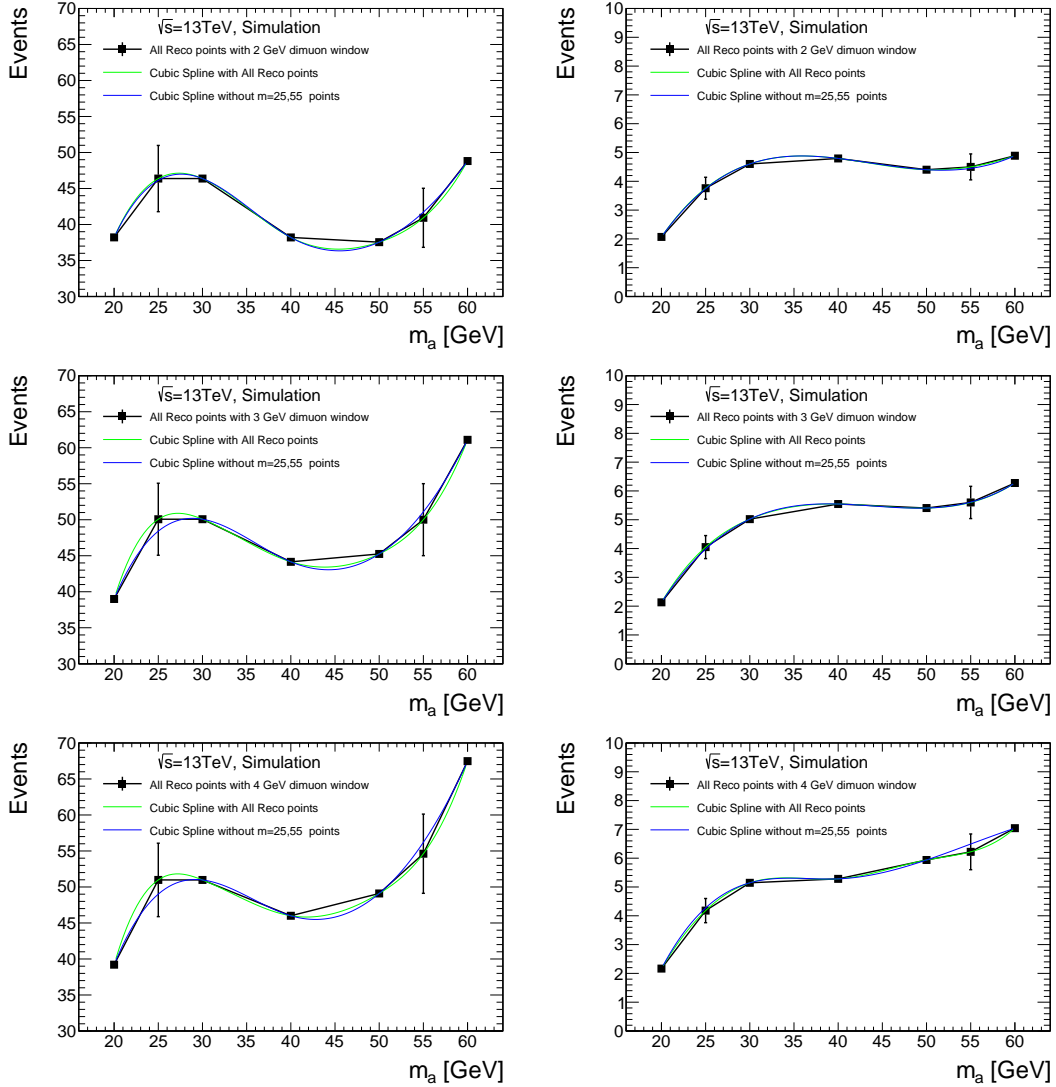 Events
70
65
60
55
50
45
40
35
30
√s=13TeV, Simulation
All Reco points with 2 GeV dimuon window
Cubic Spline with All Reco points
Cubic Spline without m=25,55 points
20 25 30 35 40 45 50 55 60
m_a [GeV]
Events
10
9
8
7
6
5
4
3
2
1
0
√s=13TeV, Simulation
All Reco points with 2 GeV dimuon window
Cubic Spline with All Reco points
Cubic Spline without m=25,55 points
20 25 30 35 40 45 50 55 60
m_a [GeV]
Events
70
65
60
55
50
45
40
35
30
√s=13TeV, Simulation
All Reco points with 3 GeV dimuon window
Cubic Spline with All Reco points
Cubic Spline without m=25,55 points
20 25 30 35 40 45 50 55 60
m_a [GeV]
Events
10
9
8
7
6
5
4
3
2
1
0
√s=13TeV, Simulation
All Reco points with 3 GeV dimuon window
Cubic Spline with All Reco points
Cubic Spline without m=25,55 points
20 25 30 35 40 45 50 55 60
m_a [GeV]
Events
70
65
60
55
50
45
40
35
30
√s=13TeV, Simulation
All Reco points with 4 GeV dimuon window
Cubic Spline with All Reco points
Cubic Spline without m=25,55 points
20 25 30 35 40 45 50 55 60
m_a [GeV]
Events
10
9
8
7
6
5
4
3
2
1
0
√s=13TeV, Simulation
All Reco points with 4 GeV dimuon window
Cubic Spline with All Reco points
Cubic Spline without m=25,55 points
20 25 30 35 40 45 50 55 60
m_a [GeV]